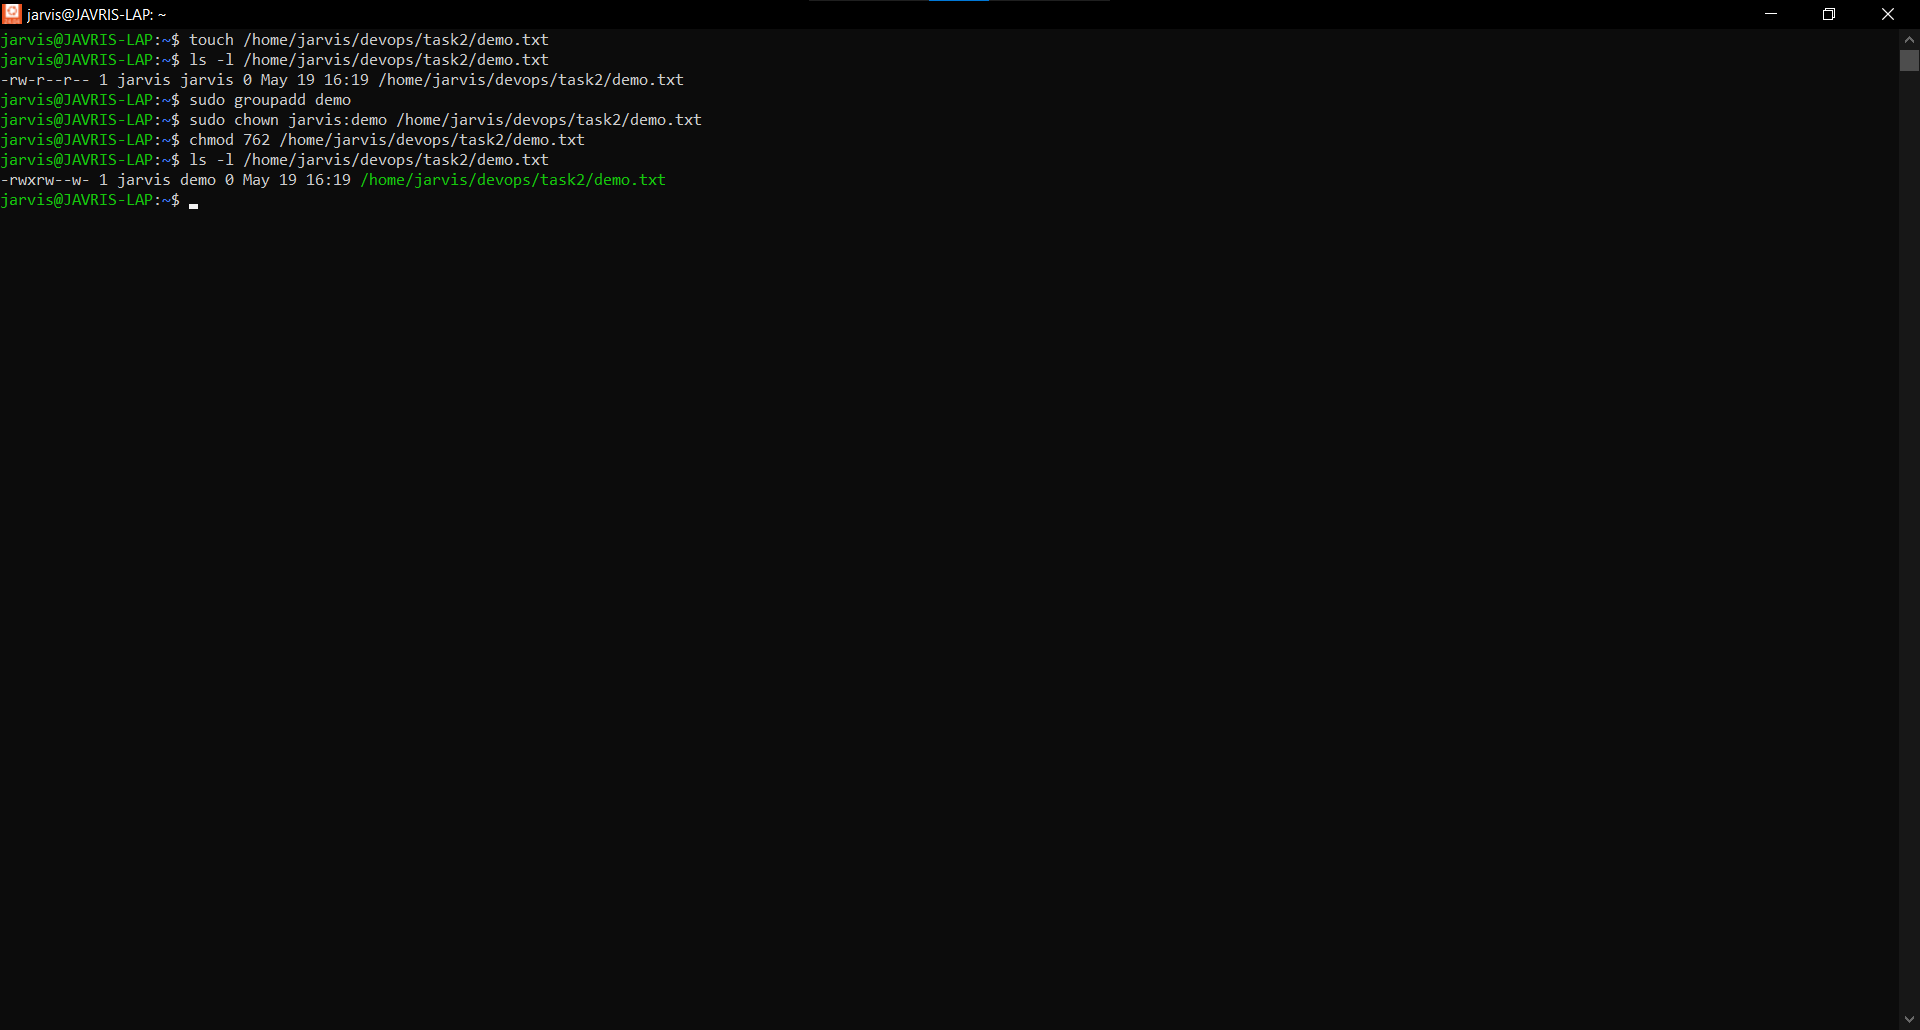 jarvis@JAVRIS-LAP: ~
jarvis@JAVRIS-LAP:~$ touch /home/jarvis/devops/task2/demo.txt
jarvis@JAVRIS-LAP:~$ ls -l /home/jarvis/devops/task2/demo.txt
-rw-r--r-- 1 jarvis jarvis 0 May 19 16:19 /home/jarvis/devops/task2/demo.txt
jarvis@JAVRIS-LAP:~$ sudo groupadd demo
jarvis@JAVRIS-LAP:~$ sudo chown jarvis:demo /home/jarvis/devops/task2/demo.txt
jarvis@JAVRIS-LAP:~$ chmod 762 /home/jarvis/devops/task2/demo.txt
jarvis@JAVRIS-LAP:~$ ls -l /home/jarvis/devops/task2/demo.txt
-rwxrw--w- 1 jarvis demo 0 May 19 16:19 /home/jarvis/devops/task2/demo.txt
jarvis@JAVRIS-LAP:~$